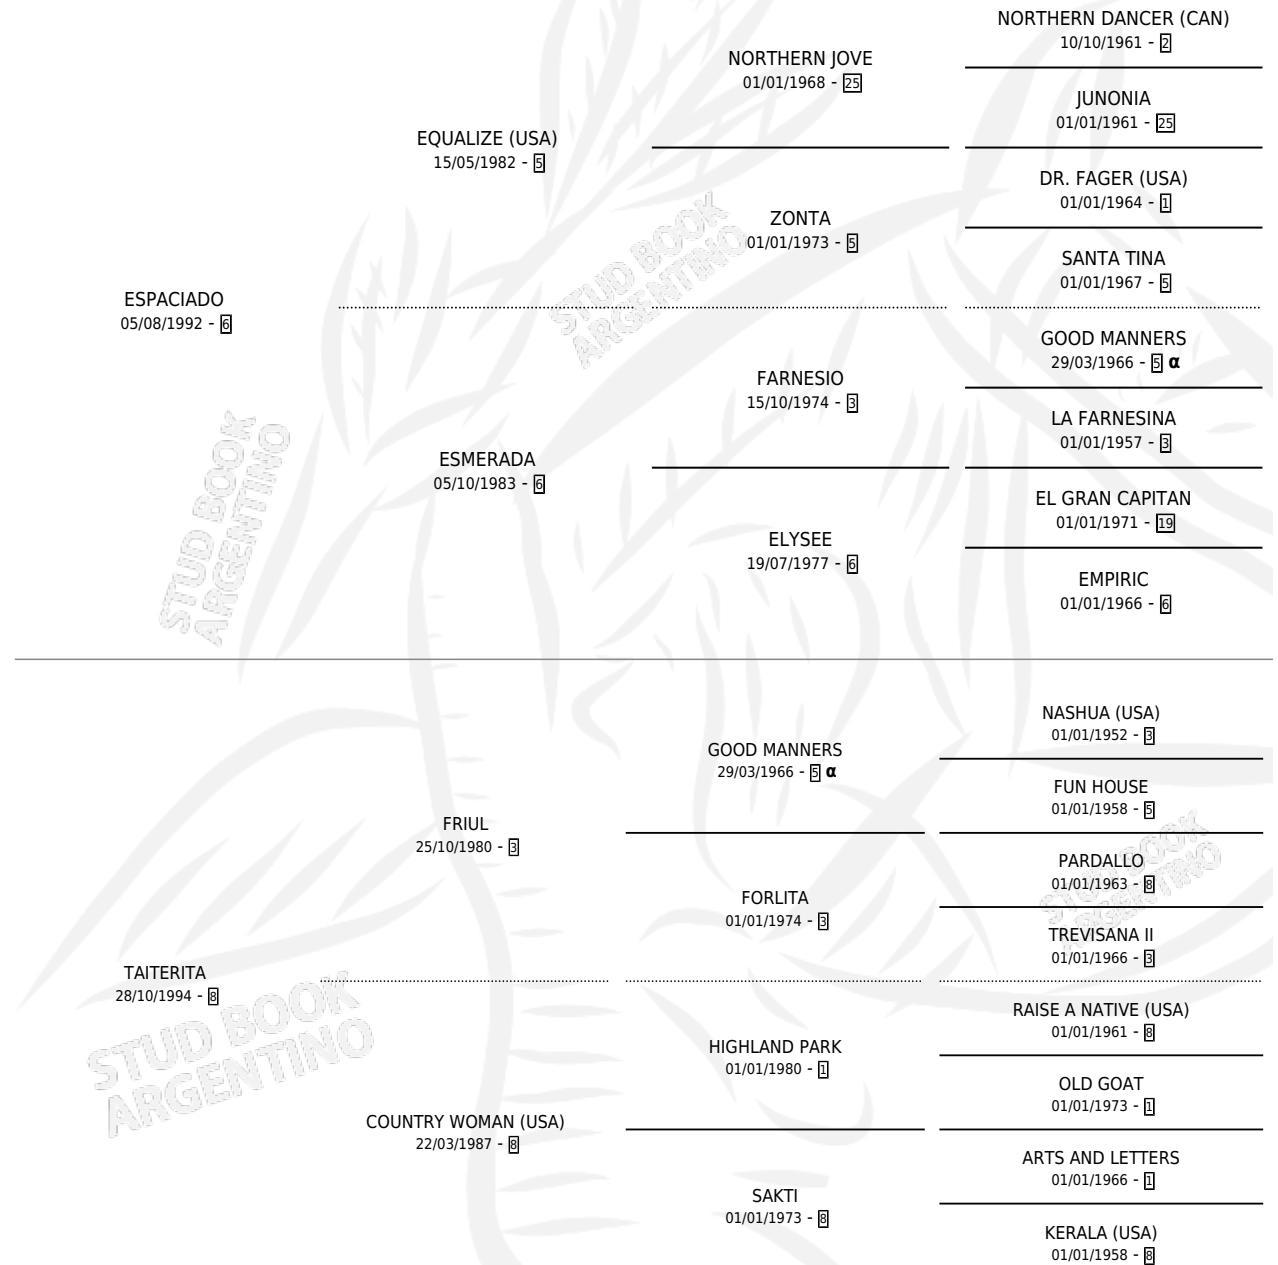 NORTHERN DANCER (CAN)
10/10/1961 - 2
NORTHERN JOVE
01/01/1968 - 25
JUNONIA
01/01/1961 - 25
EQUALIZE (USA)
15/05/1982 - 5
DR. FAGER (USA)
01/01/1964 - 1
ZONTA
01/01/1973 - 5
SANTA TINA
01/01/1967 - 5
STUD BOOK
ARGENTINO
ESPACIADO
05/08/1992 - 6
GOOD MANNERS
29/03/1966 - 5 α
FARNESIO
15/10/1974 - 3
LA FARNESINA
01/01/1957 - 3
ESMERADA
05/10/1983 - 6
EL GRAN CAPITAN
01/01/1971 - 19
ELYSEE
19/07/1977 - 6
EMPIRIC
01/01/1966 - 6
STUD BOOK
ARGENTINO
NASHUA (USA)
01/01/1952 - 3
GOOD MANNERS
29/03/1966 - 5 α
FUN HOUSE
01/01/1958 - 5
FRIUL
25/10/1980 - 3
PARDALLO
01/01/1963 - 8
FORLITA
01/01/1974 - 3
TREVISANA II
01/01/1966 - 3
STUD BOOK
ARGENTINO
TAITERITA
28/10/1994 - 8
RAISE A NATIVE (USA)
01/01/1961 - 8
HIGHLAND PARK
01/01/1980 - 1
OLD GOAT
01/01/1973 - 1
COUNTRY WOMAN (USA)
22/03/1987 - 8
ARTS AND LETTERS
01/01/1966 - 1
SAKTI
01/01/1973 - 8
KERALA (USA)
01/01/1958 - 8
STUD BOOK
ARGENTINO